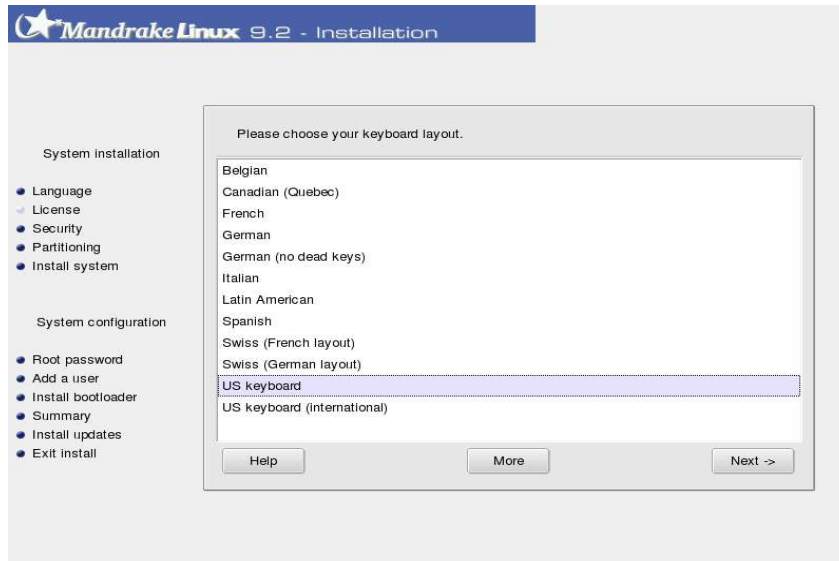 Mandrake Linux 9.2 - Installation
System installation
Language
License
Security
Partitioning
Install system
System configuration
Root password
Add a user
Install bootloader
Summary
Install updates
Exit install
Please choose your keyboard layout.
Belgian
Canadian (Quebec)
French
German
German (no dead keys)
Italian
Latin American
Spanish
Swiss (French layout)
Swiss (German layout)
US keyboard
US keyboard (international)
Help
More
Next ->